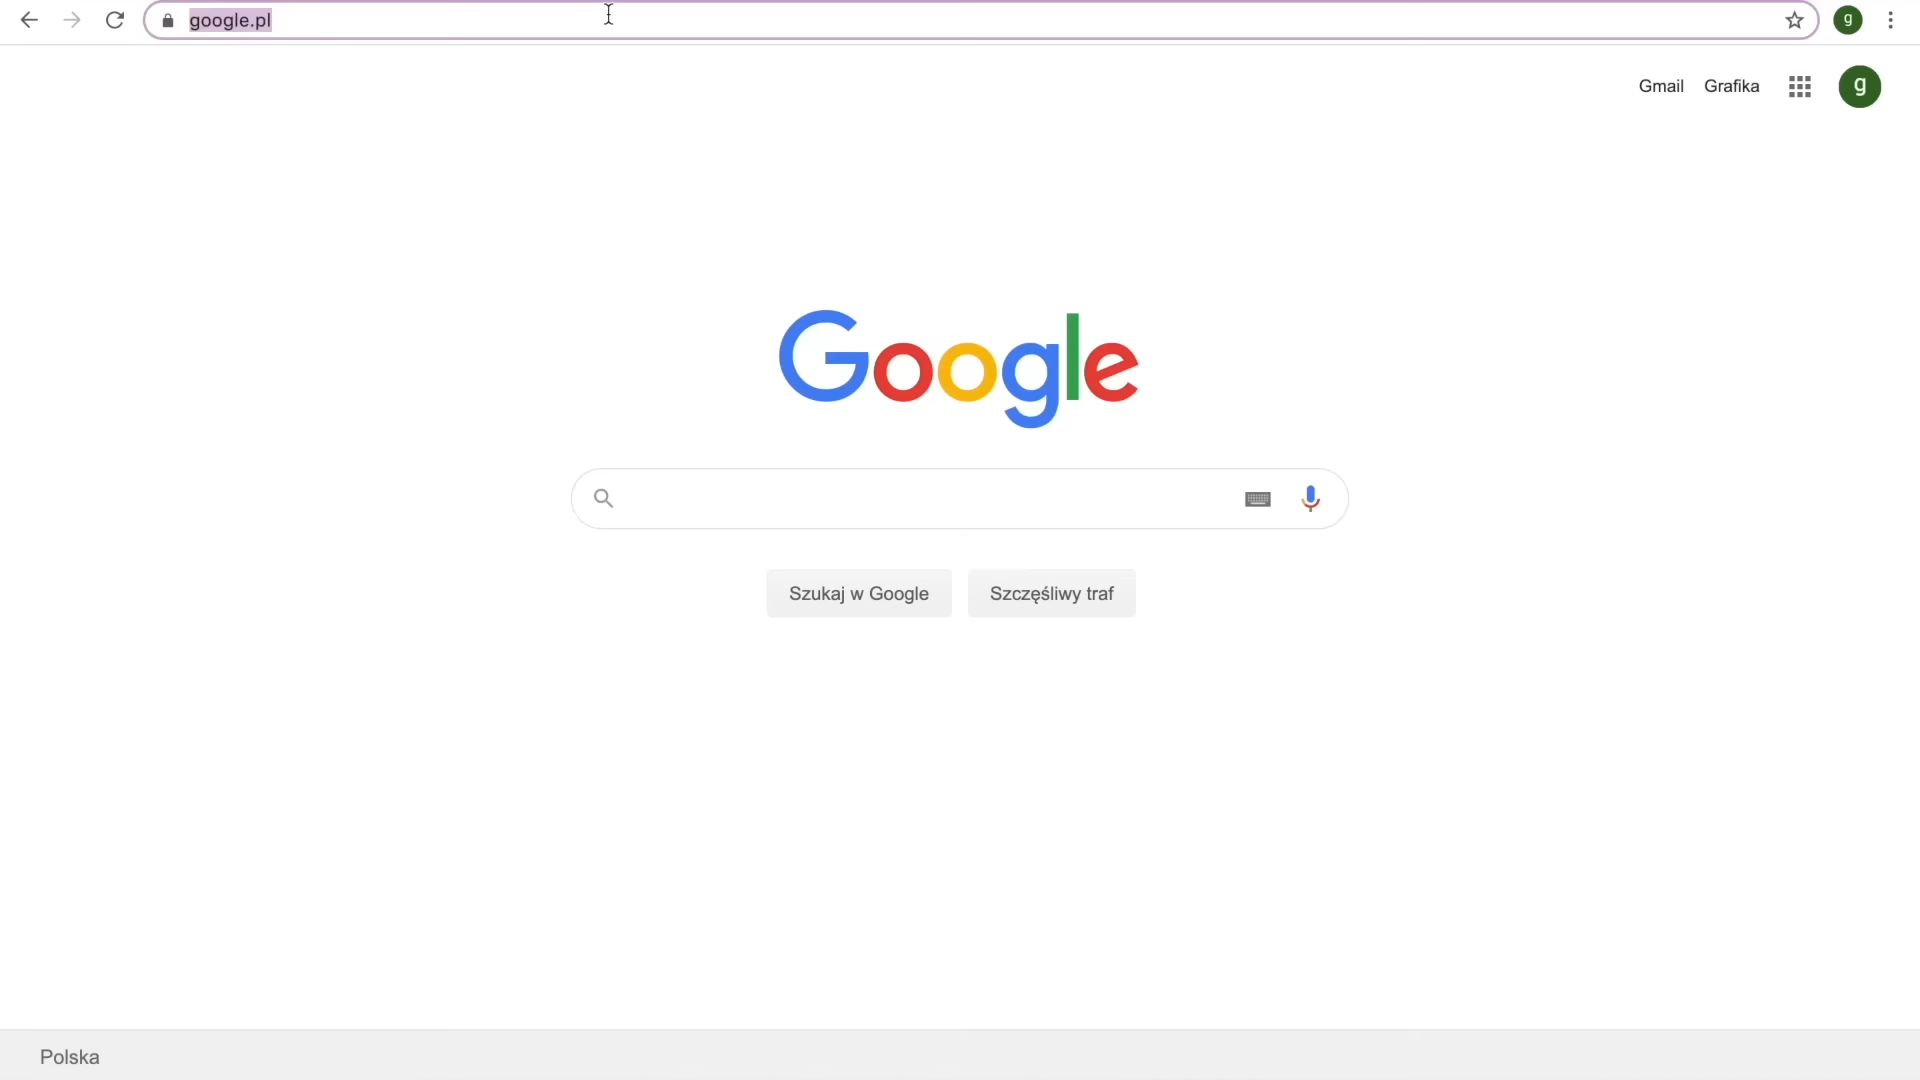 google.pl
g
Gmail Grafika
g
Google
Szukaj w Google
Szczęśliwy traf
Polska